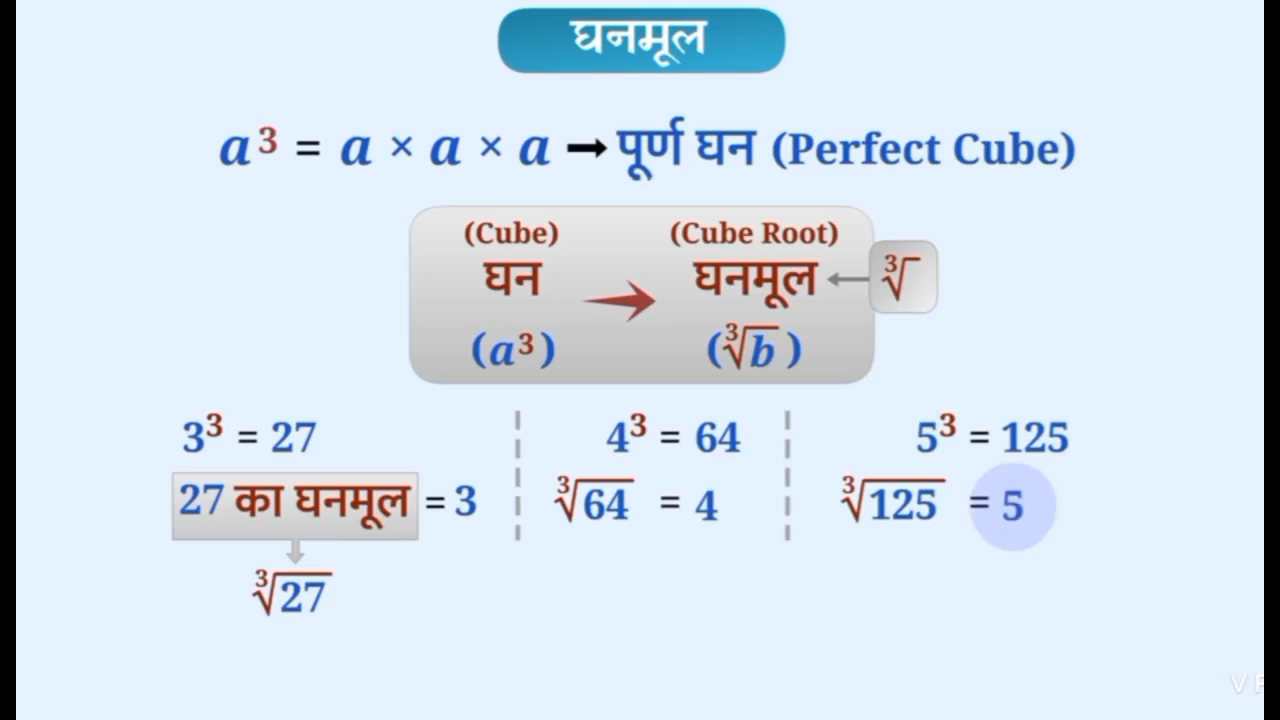 घनमूल
a³ = a × a × a → पूर्ण घन (Perfect Cube)
(Cube) (Cube Root)
घन → घनमूल ← ∛
(a³) (∛b)
3³ = 27
27 का घनमूल = 3
∛27
4³ = 64
∛64 = 4
5³ = 125
∛125 = 5